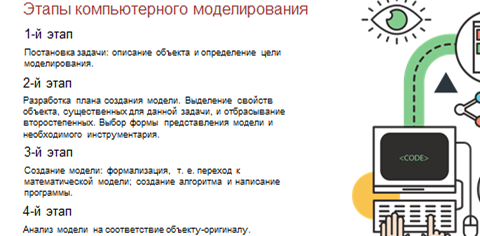 Этапы компьютерного моделирования
1-й этап
Постановка задачи: описание объекта и определение цели
моделирования.
2-й этап
Разработка плана создания модели. Выделение свойств
объекта, существенных для данной задачи, и отбрасывание
второстепенных. Выбор формы представления модели и
необходимого инструментария.
3-й этап
Создание модели: формализация, т. е. переход к
математической модели; создание алгоритма и написание
программы.
4-й этап
Анализ модели на соответствие объекту-оригиналу.
<CODE>